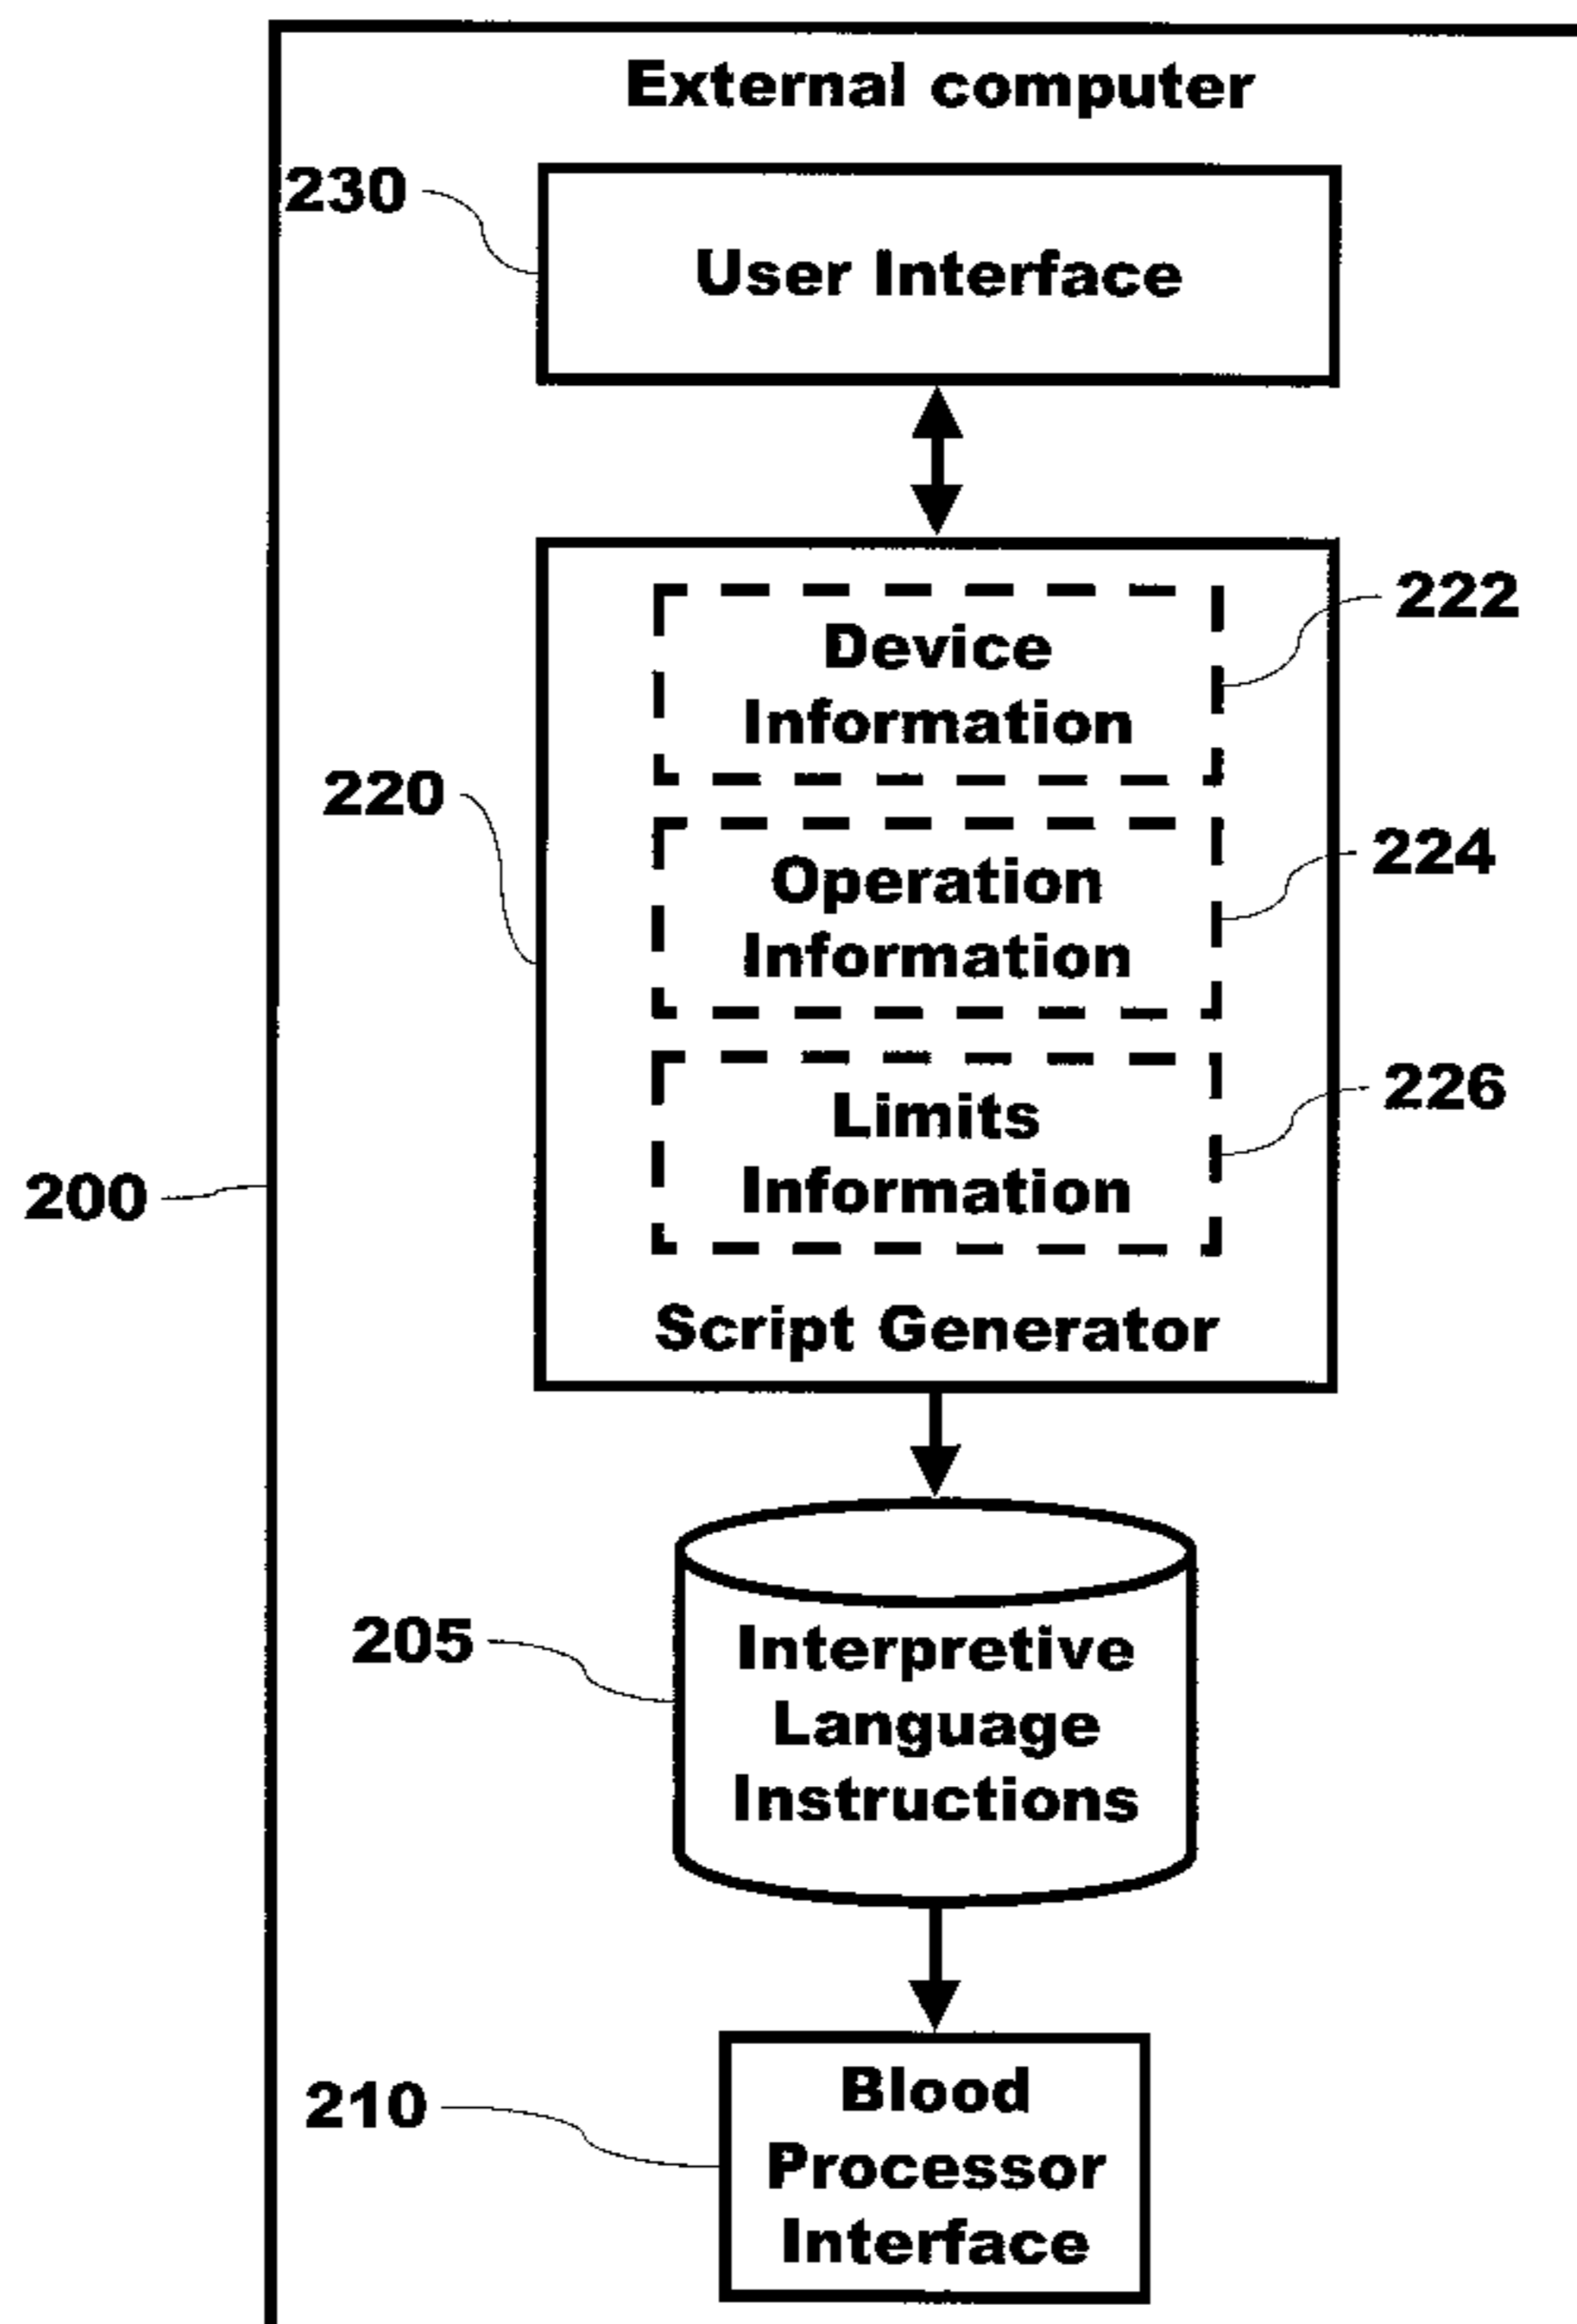 External computer
230
User Interface
222
Device
Information
220
224
Operation
Information
226
Limits
Information
200
Script Generator
205
Interpretive
Language
Instructions
210
Blood
Processor
Interface